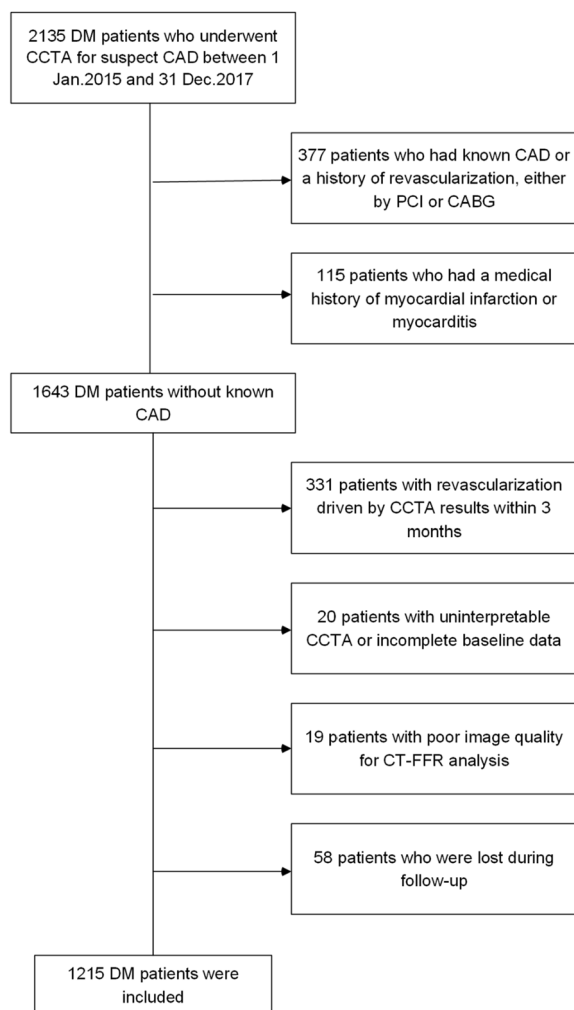 2135 DM patients who underwent
CCTA for suspect CAD between 1
Jan.2015 and 31 Dec.2017
377 patients who had known CAD or
a history of revascularization, either
by PCI or CABG
115 patients who had a medical
history of myocardial infarction or
myocarditis
1643 DM patients without known
CAD
331 patients with revascularization
driven by CCTA results within 3
months
20 patients with uninterpretable
CCTA or incomplete baseline data
19 patients with poor image quality
for CT-FFR analysis
58 patients who were lost during
follow-up
1215 DM patients were
included